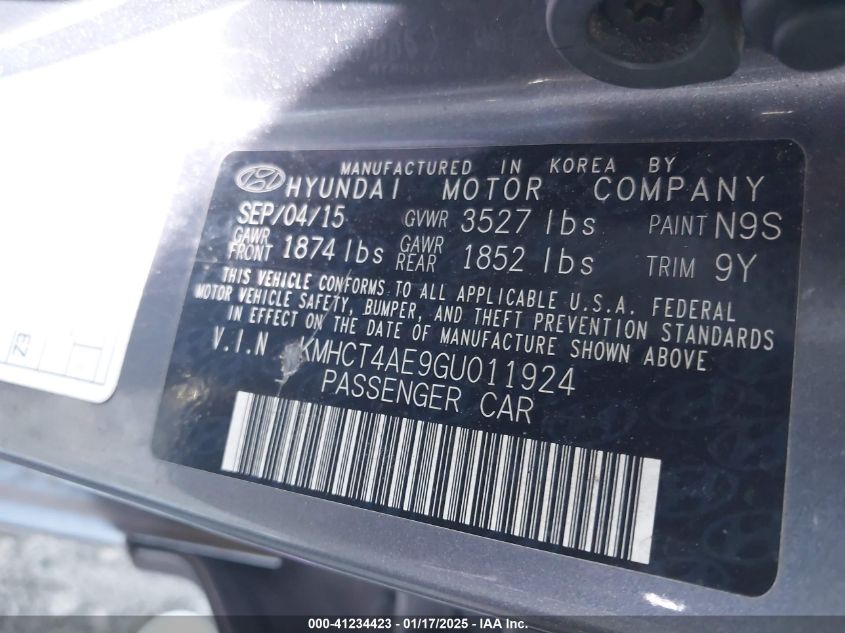 MANUFACTURED IN KOREA BY
HYUNDAI MOTOR COMPANY
SEP/04/15 GVWR 3527 lbs PAINT N9S
GAWR FRONT 1874 lbs GAWR REAR 1852 lbs TRIM 9Y
THIS VEHICLE CONFORMS TO ALL APPLICABLE U.S.A. FEDERAL
MOTOR VEHICLE SAFETY, BUMPER, AND THEFT PREVENTION STANDARDS
IN EFFECT ON THE DATE OF MANUFACTURE SHOWN ABOVE
V.I.N KMHCT4AE9GU011924
PASSENGER CAR
23
000-41234423 - 01/17/2025 - IAA Inc.